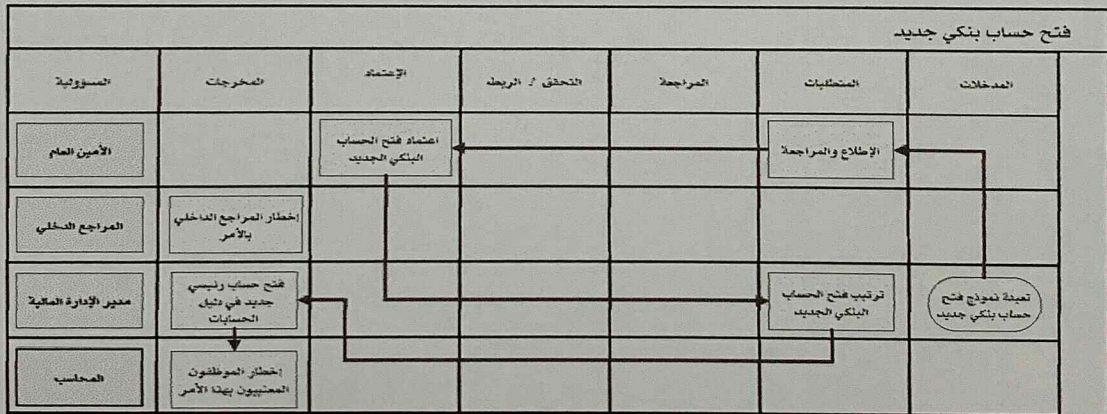 فتح حساب بنكي جديد
المدخلات
المتطلبات
المراجعة
التحقق / الربط
الإعتماد
المخرجات
المسؤولية
الإطلاع والمراجعة
اعتماد فتح الحساب
البنكي الجديد
الأمين العام
إخطار المراجع الداخلي
بالأمر
المراجع الدخلي
تعبئة نموذج فتح
حساب بنكي جديد
ترتيب فتح الحساب
البنكي الجديد
فتح حساب رئيسي
جديد في دليل
الحسابات
مدير الإدارة المالية
إخطار الموظفون
المعنييون بهذا الأمر
المحاسب